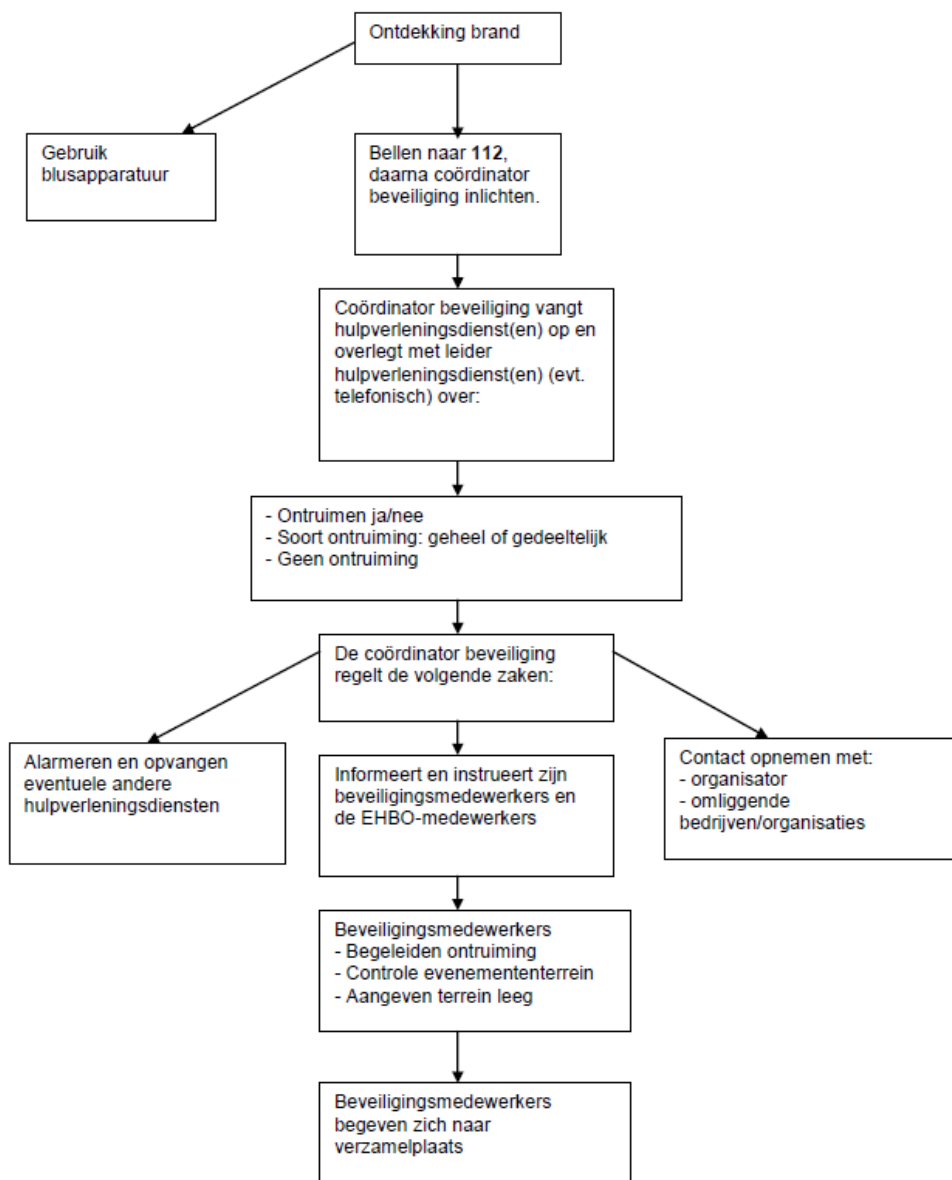 Ontdekking brand
Gebruik
blusapparatuur
Bellen naar 112,
daarna coördinator
beveiliging inlichten.
Coördinator beveiliging vangt
hulpverleningsdienst(en) op en
overlegt met leider
hulpverleningsdienst(en) (evt.
telefonisch) over:
- Ontruimen ja/nee
- Soort ontruiming: geheel of gedeeltelijk
- Geen ontruiming
De coördinator beveiliging
regelt de volgende zaken:
Alarmeren en opvangen
eventuele andere
hulpverleningsdiensten
Informeert en instrueert zijn
beveiligingsmedewerkers en
de EHBO-medewerkers
Contact opnemen met:
- organisator
- omliggende
bedrijven/organisaties
Beveiligingsmedewerkers
- Begeleiden ontruiming
- Controle evenemententerrein
- Aangeven terrein leeg
Beveiligingsmedewerkers
begeven zich naar
verzamelplaats